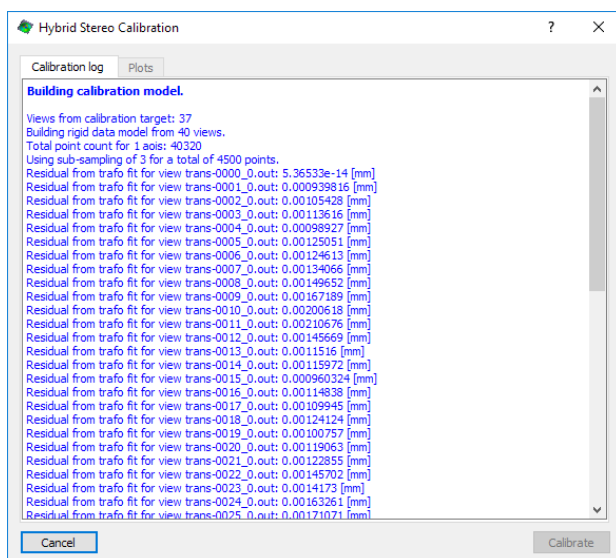 Hybrid Stereo Calibration
Calibration log
Plots
Building calibration model.
Views from calibration target: 37
Building rigid data model from 40 views.
Total point count for 1 aois: 40320
Using sub-sampling of 3 for a total of 4500 points.
Residual from trafo fit for view trans-0000_0.out: 5.36533e-14 [mm]
Residual from trafo fit for view trans-0001_0.out: 0.000939816 [mm]
Residual from trafo fit for view trans-0002_0.out: 0.00105428 [mm]
Residual from trafo fit for view trans-0003_0.out: 0.00113616 [mm]
Residual from trafo fit for view trans-0004_0.out: 0.00098927 [mm]
Residual from trafo fit for view trans-0005_0.out: 0.00125051 [mm]
Residual from trafo fit for view trans-0006_0.out: 0.00124613 [mm]
Residual from trafo fit for view trans-0007_0.out: 0.00134066 [mm]
Residual from trafo fit for view trans-0008_0.out: 0.00149652 [mm]
Residual from trafo fit for view trans-0009_0.out: 0.00167189 [mm]
Residual from trafo fit for view trans-0010_0.out: 0.00200618 [mm]
Residual from trafo fit for view trans-0011_0.out: 0.00210676 [mm]
Residual from trafo fit for view trans-0012_0.out: 0.00145669 [mm]
Residual from trafo fit for view trans-0013_0.out: 0.0011516 [mm]
Residual from trafo fit for view trans-0014_0.out: 0.00115972 [mm]
Residual from trafo fit for view trans-0015_0.out: 0.000960324 [mm]
Residual from trafo fit for view trans-0016_0.out: 0.00114838 [mm]
Residual from trafo fit for view trans-0017_0.out: 0.00109945 [mm]
Residual from trafo fit for view trans-0018_0.out: 0.00124124 [mm]
Residual from trafo fit for view trans-0019_0.out: 0.00100757 [mm]
Residual from trafo fit for view trans-0020_0.out: 0.00119063 [mm]
Residual from trafo fit for view trans-0021_0.out: 0.00122855 [mm]
Residual from trafo fit for view trans-0022_0.out: 0.00145702 [mm]
Residual from trafo fit for view trans-0023_0.out: 0.0014173 [mm]
Residual from trafo fit for view trans-0024_0.out: 0.00163261 [mm]
Residual from trafo fit for view trans-0025_0.out: 0.00171071 [mm]
Cancel
Calibrate